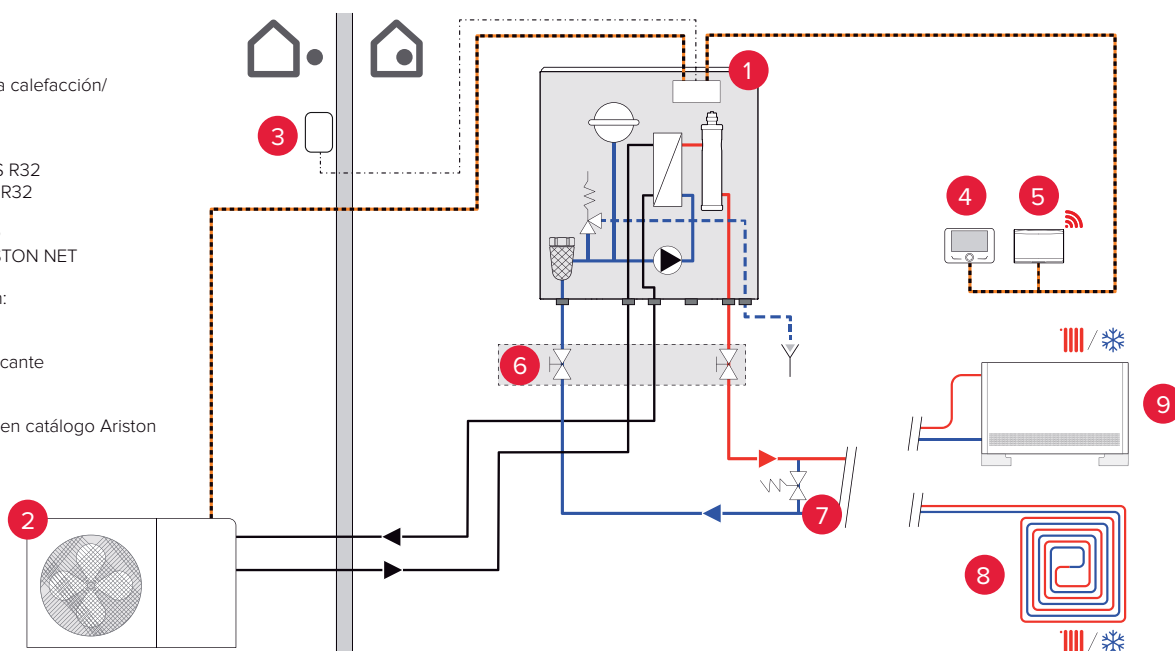 a calefacción/
S R32
R32
STON NET
n:
cante
en catálogo Ariston
1
2
3
4
5
6
7
8
9